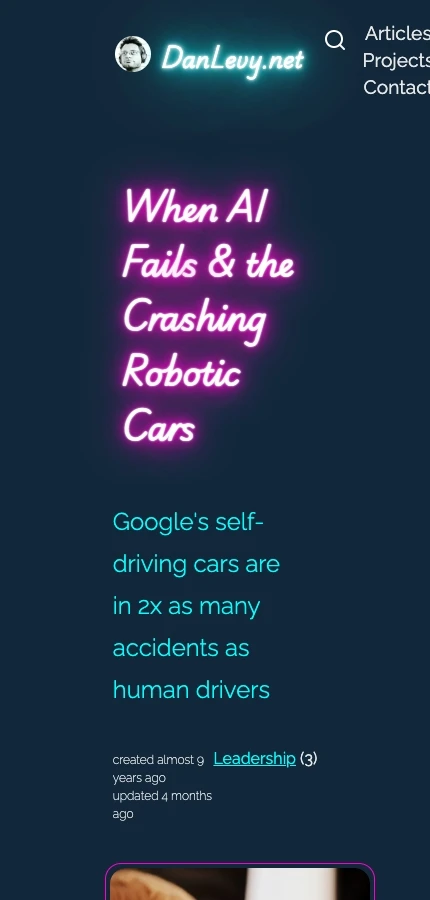 DanLevy.net
Articles
Projects
Contact
When AI
Fails & the
Crashing
Robotic
Cars
Google's self-
driving cars are
in 2x as many
accidents as
human drivers
created almost 9
years ago
updated 4 months
ago
Leadership (3)